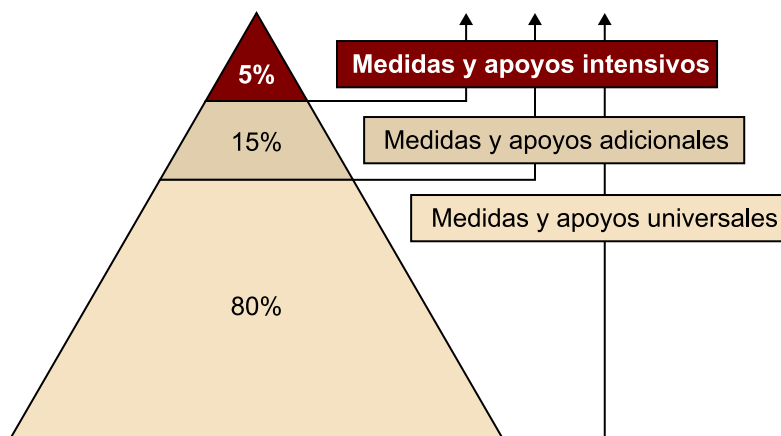 5%
Medidas y apoyos intensivos
15%
Medidas y apoyos adicionales
Medidas y apoyos universales
80%